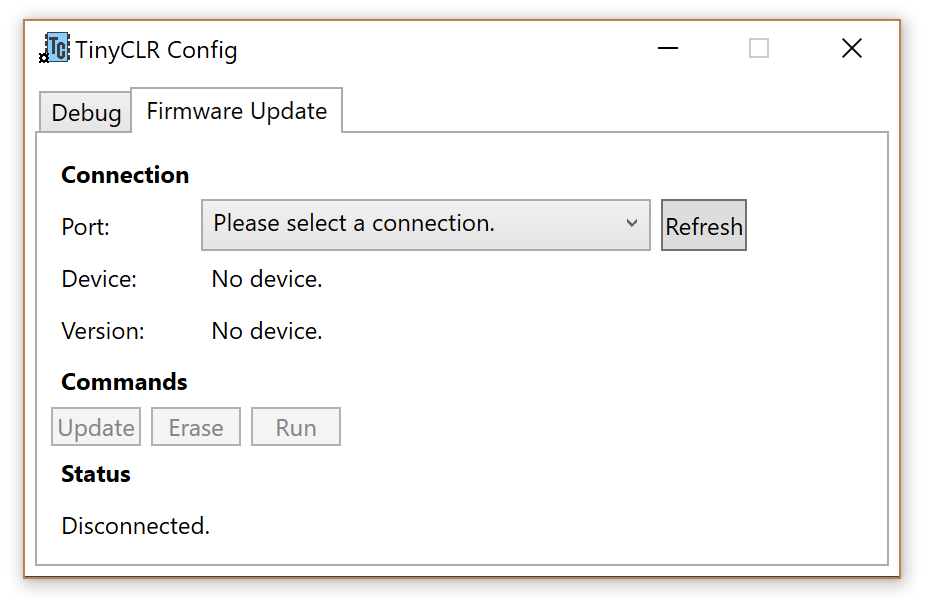 TC TinyCLR Config
Debug Firmware Update
Connection
Port: Please select a connection. Refresh
Device: No device.
Version: No device.
Commands
Update Erase Run
Status
Disconnected.